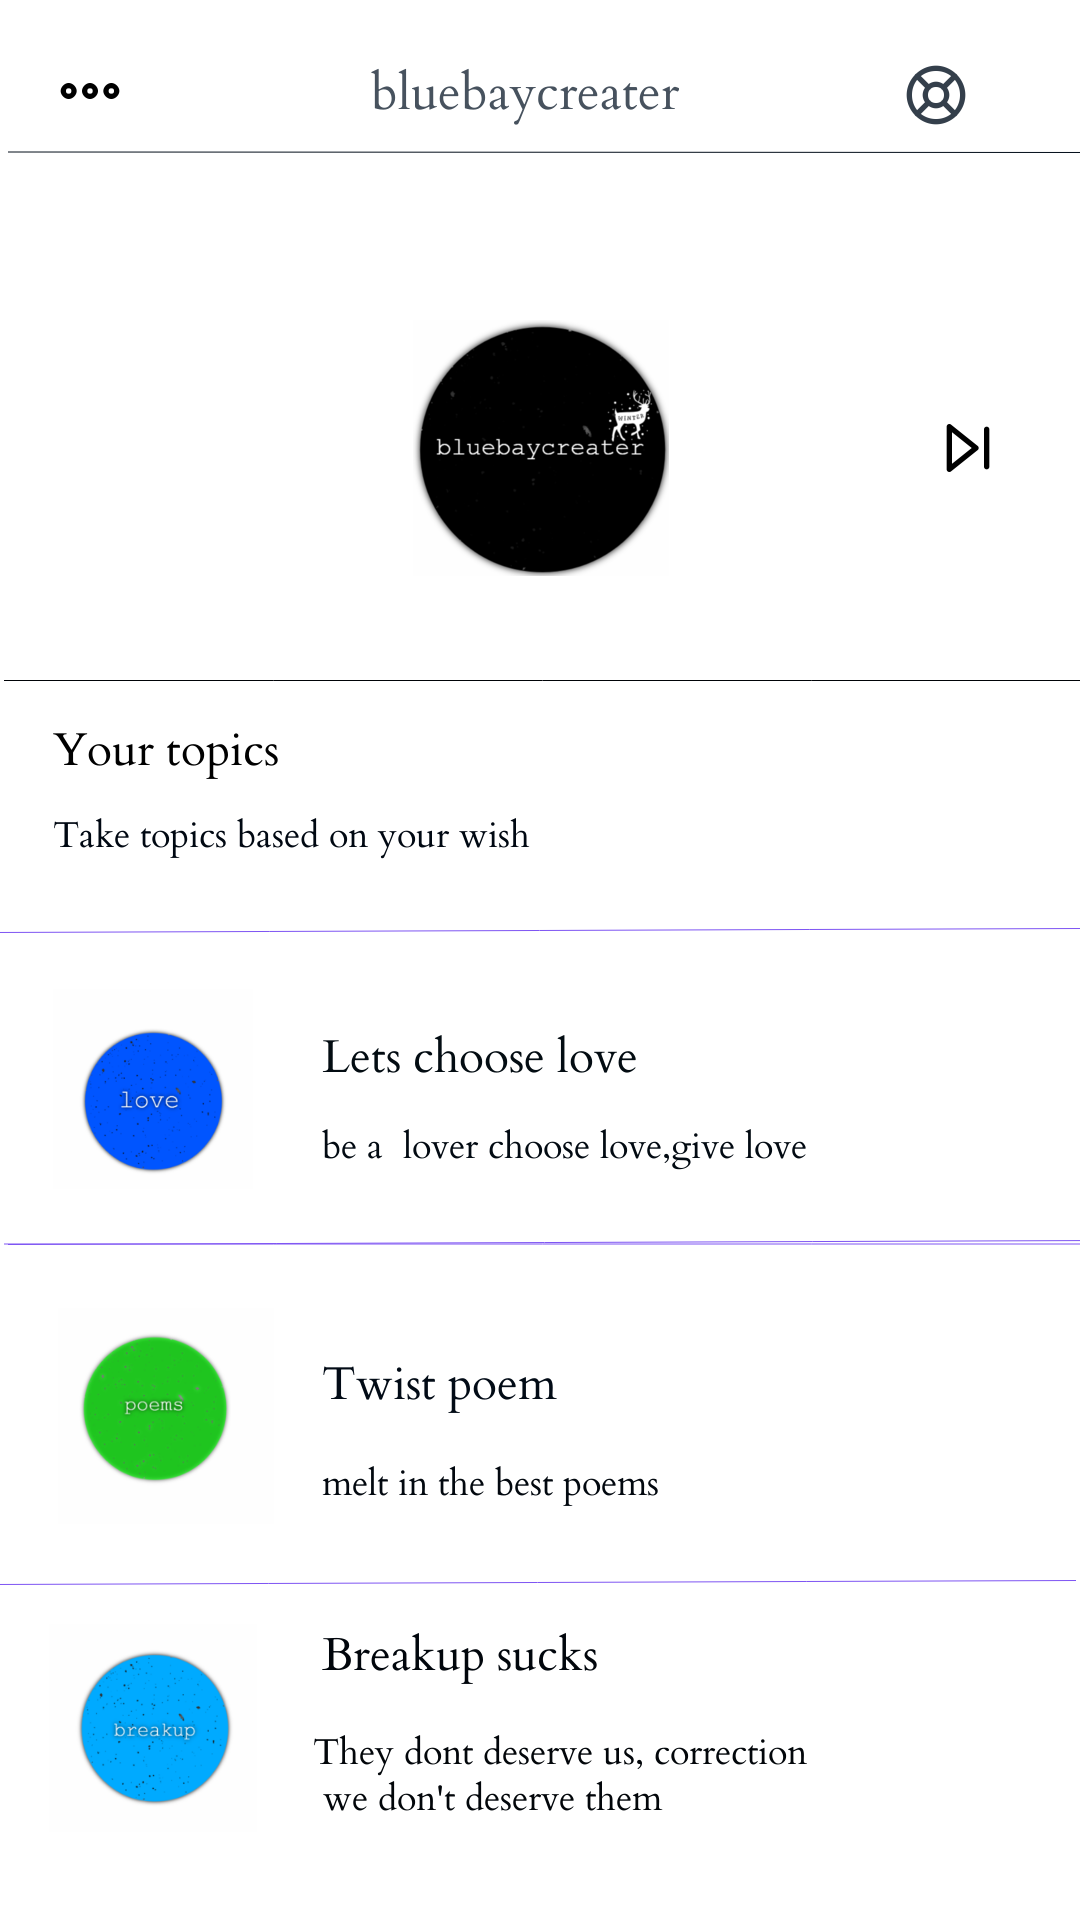 bluebaycreater
WINTER
bluebaycreater
Your topics
Take topics based on your wish
love
Lets choose love
be a  lover choose love,give love
poems
Twist poem
melt in the best poems
breakup
Breakup sucks
They dont deserve us, correction
we don't deserve them